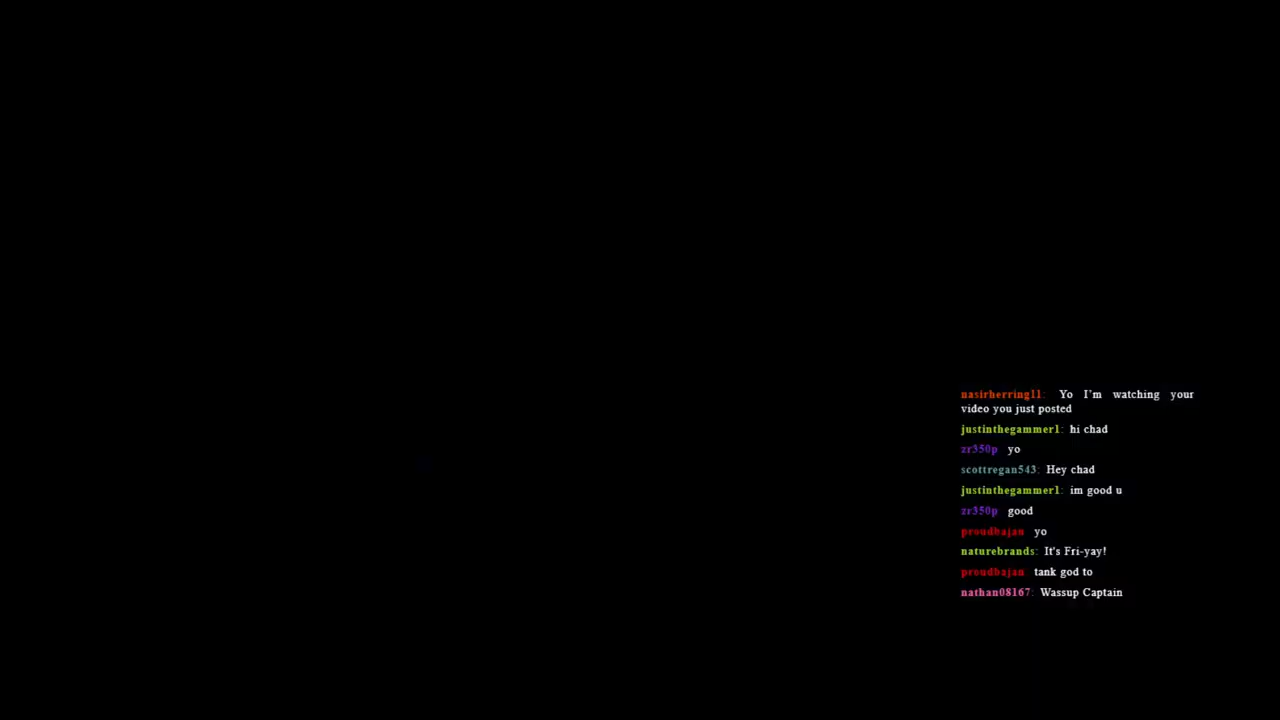 nasirherring11: Yo I'm watching your
video you just posted
justinthegammer1: hi chad
zr350p yo
scottregan543: Hey chad
justinthegammer1: im good u
zr350p good
proudbajan yo
naturebrands: It's Fri-yay!
proudbajan tank god to
nathan08167: Wassup Captain